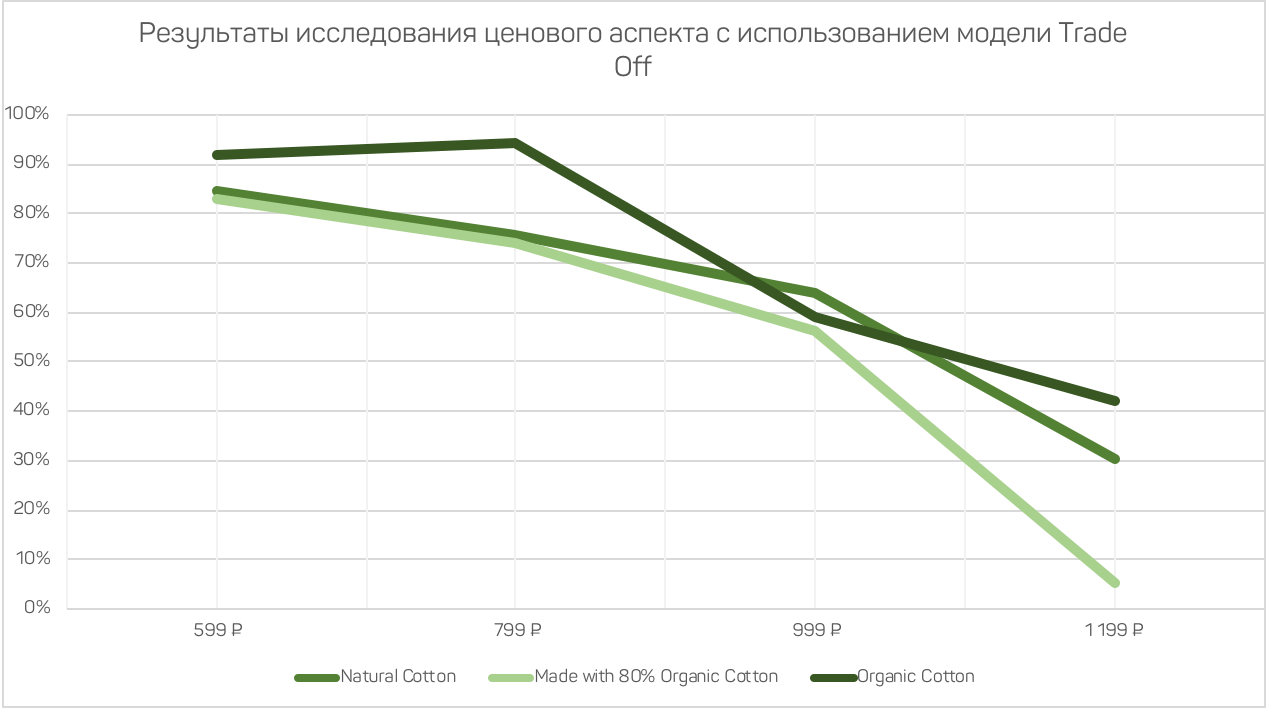 Результаты исследования ценового аспекта с использованием модели Trade
Off
100%
90%
80%
70%
60%
50%
40%
30%
20%
10%
0%
599 ₽
799 ₽
999 ₽
1 199 ₽
Natural Cotton
Made with 80% Organic Cotton
Organic Cotton